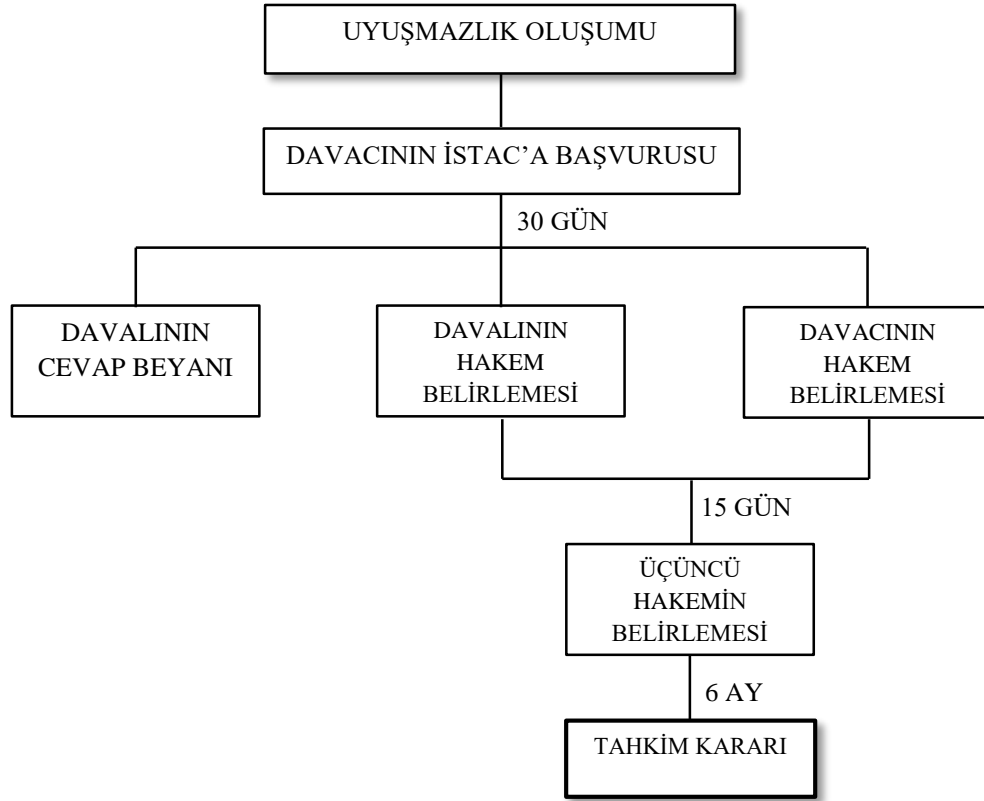 UYUŞMAZLIK OLUŞUMU
DAVACININ İSTAC’A BAŞVURUSU
30 GÜN
DAVALININ
CEVAP BEYANI
DAVALININ
HAKEM
BELİRLEMESİ
DAVACININ
HAKEM
BELİRLEMESİ
15 GÜN
ÜÇÜNCÜ
HAKEMİN
BELİRLEMESİ
6 AY
TAHKİM KARARI